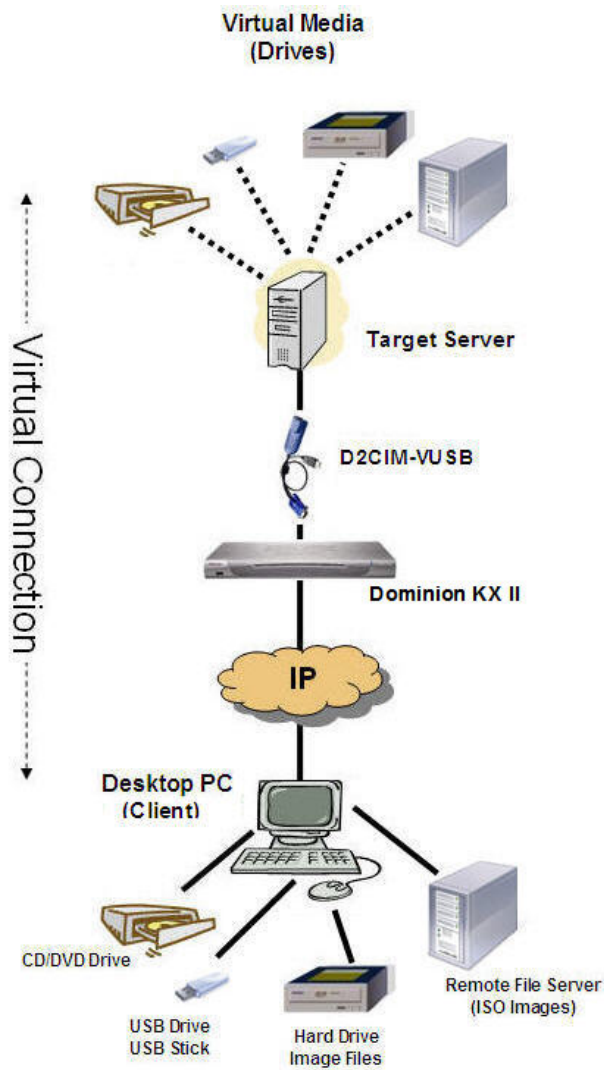 Virtual Media
(Drives)
Virtual Connection
Target Server
D2CIM-VUSB
Dominion KX II
IP
Desktop PC
(Client)
CD/DVD Drive
USB Drive
USB Stick
Hard Drive
Image Files
Remote File Server
(ISO Images)